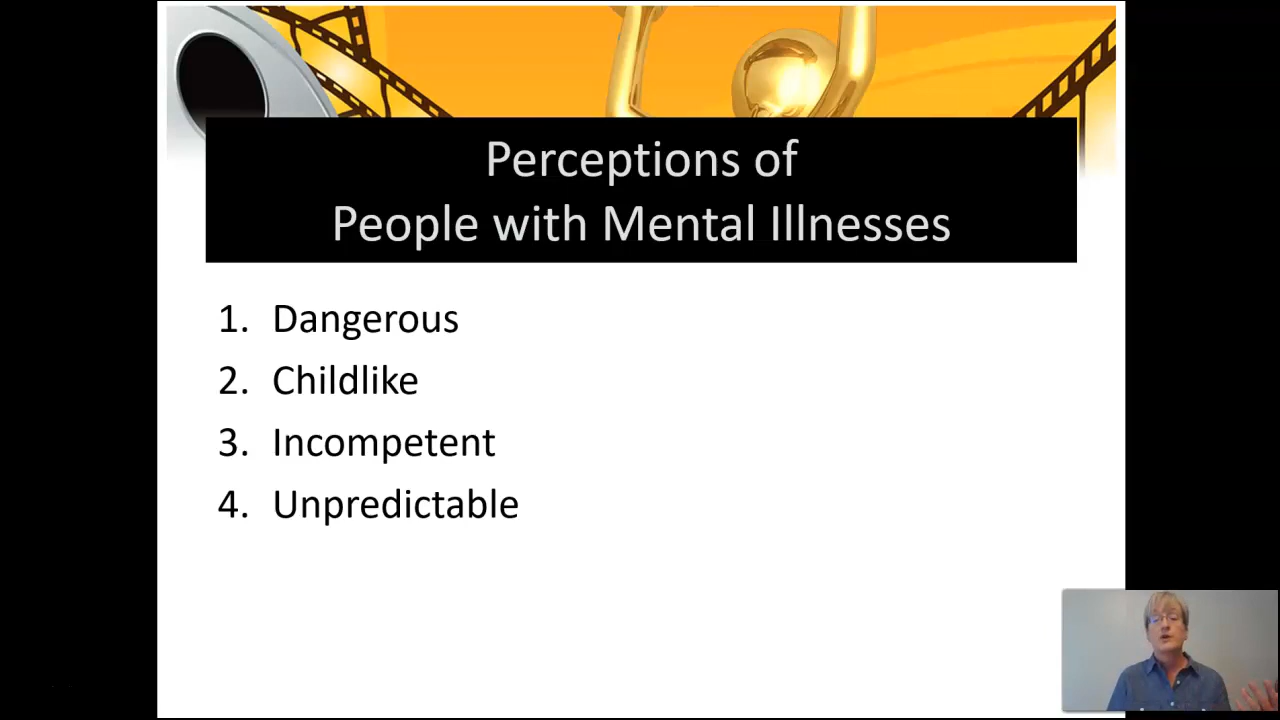 Perceptions of
People with Mental Illnesses
1. Dangerous
2. Childlike
3. Incompetent
4. Unpredictable